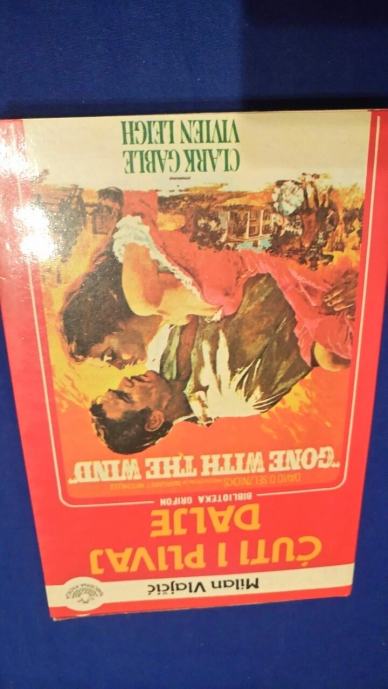 Milan Vlajčić
ĆUTI I PLIVAJ
DALJE
BIBLIOTEKA GRIFON
DAVID O. SELZNICK'S
"GONE WITH THE WIND"
CLARK GABLE
VIVIEN LEIGH